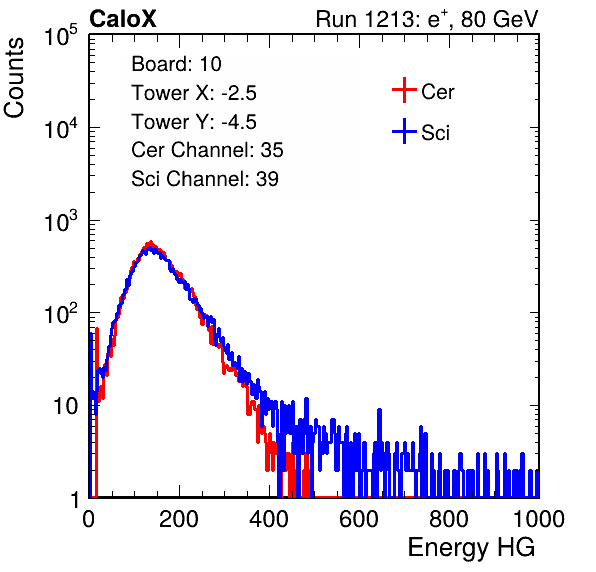 CaloX Run 1213: e⁺, 80 GeV
Counts
Board: 10
Tower X: -2.5
Tower Y: -4.5
Cer Channel: 35
Sci Channel: 39
Cer
Sci
10⁵
10⁴
10³
10²
10
1
0 200 400 600 800 1000
Energy HG